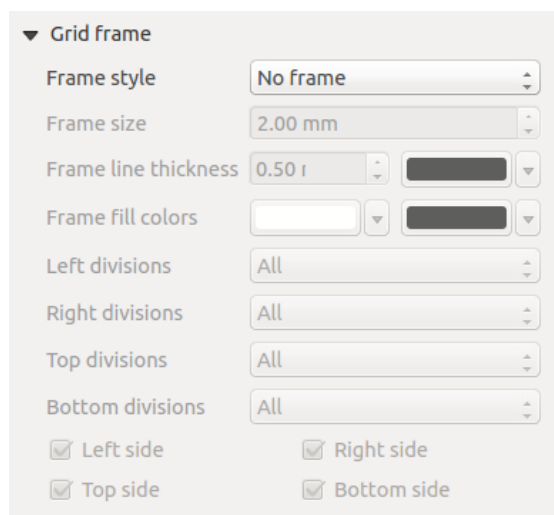 Grid frame
Frame style No frame
Frame size 2.00 mm
Frame line thickness 0.50
Frame fill colors
Left divisions All
Right divisions All
Top divisions All
Bottom divisions All
Left side Right side
Top side Bottom side